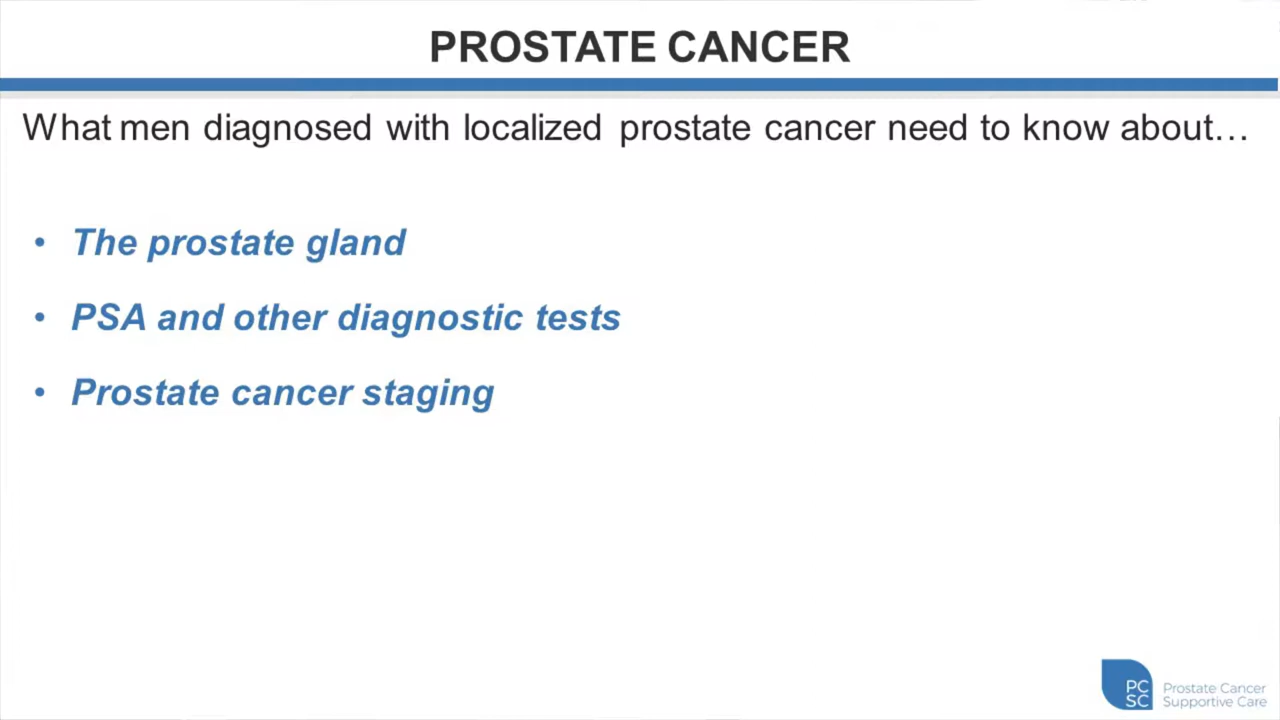 PROSTATE CANCER
What men diagnosed with localized prostate cancer need to know about…
• The prostate gland
• PSA and other diagnostic tests
• Prostate cancer staging
PC
SC
Prostate Cancer
Supportive Care